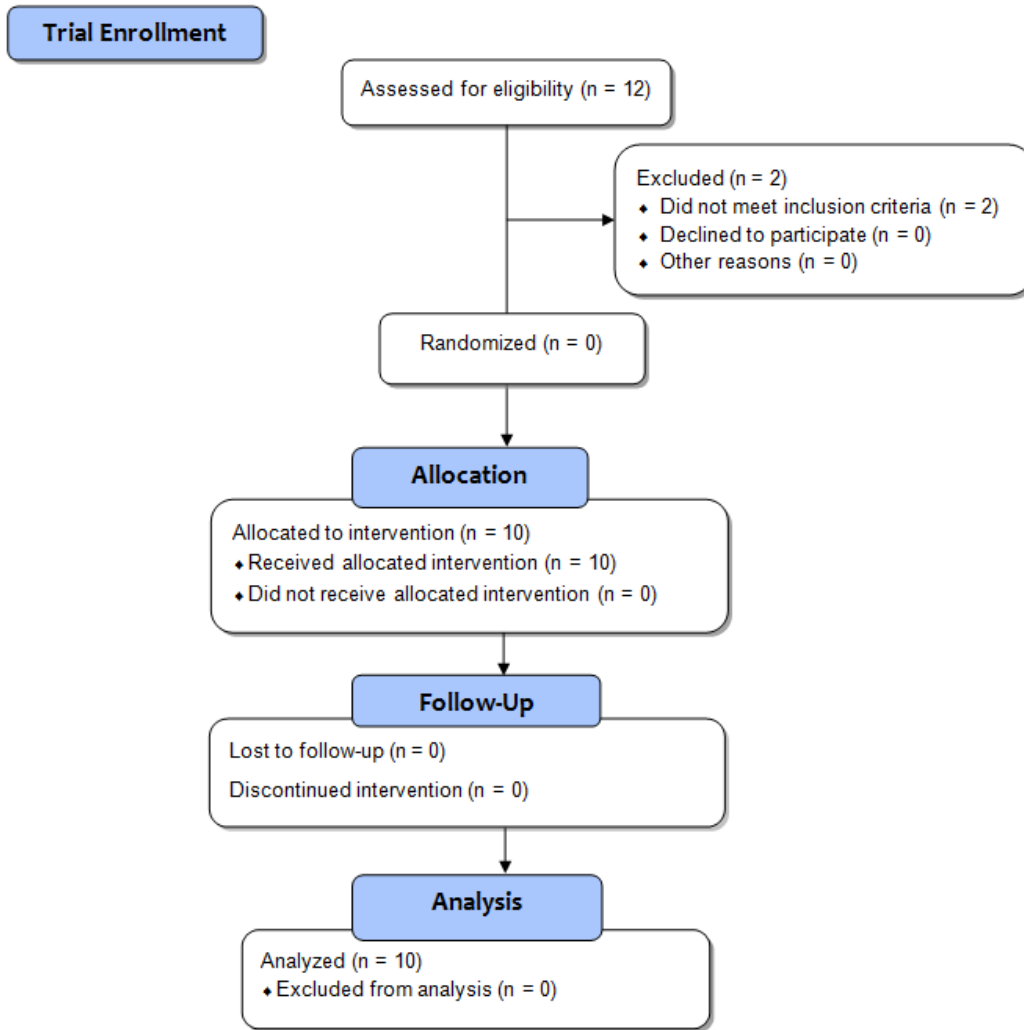 Trial Enrollment
Assessed for eligibility (n = 12)
Excluded (n = 2)
⬥ Did not meet inclusion criteria (n = 2)
⬥ Declined to participate (n = 0)
⬥ Other reasons (n = 0)
Randomized (n = 0)
Allocation
Allocated to intervention (n = 10)
⬥ Received allocated intervention (n = 10)
⬥ Did not receive allocated intervention (n = 0)
Follow-Up
Lost to follow-up (n = 0)
Discontinued intervention (n = 0)
Analysis
Analyzed (n = 10)
⬥ Excluded from analysis (n = 0)